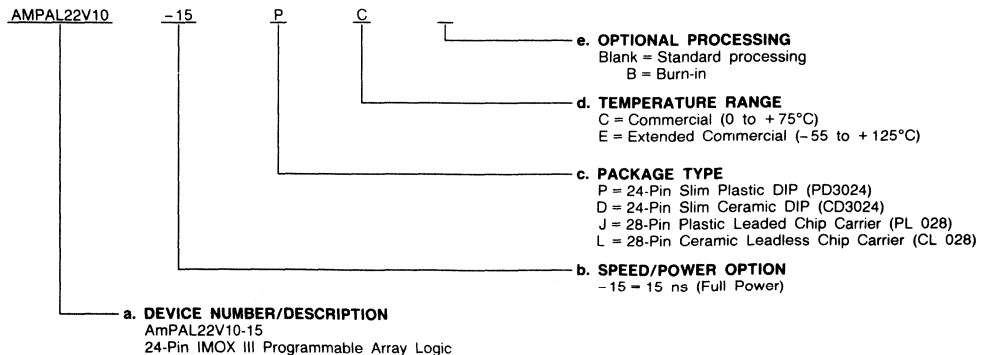 AMPAL22V10 -15 P C _
e. OPTIONAL PROCESSING
Blank = Standard processing
B = Burn-in
d. TEMPERATURE RANGE
C = Commercial (0 to +75°C)
E = Extended Commercial (-55 to +125°C)
c. PACKAGE TYPE
P = 24-Pin Slim Plastic DIP (PD3024)
D = 24-Pin Slim Ceramic DIP (CD3024)
J = 28-Pin Plastic Leaded Chip Carrier (PL 028)
L = 28-Pin Ceramic Leadless Chip Carrier (CL 028)
b. SPEED/POWER OPTION
-15 = 15 ns (Full Power)
a. DEVICE NUMBER/DESCRIPTION
AmPAL22V10-15
24-Pin IMOX III Programmable Array Logic